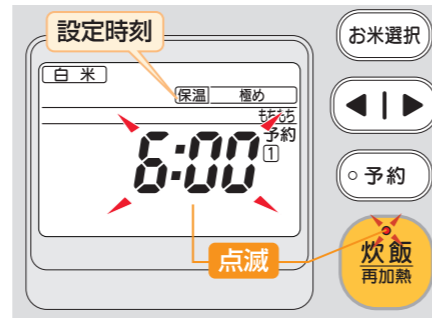 設定時刻
白米
保温 極め
もちもち
予約
1
6:00
点滅
お米選択
◀ | ▶
予約
炊飯
再加熱